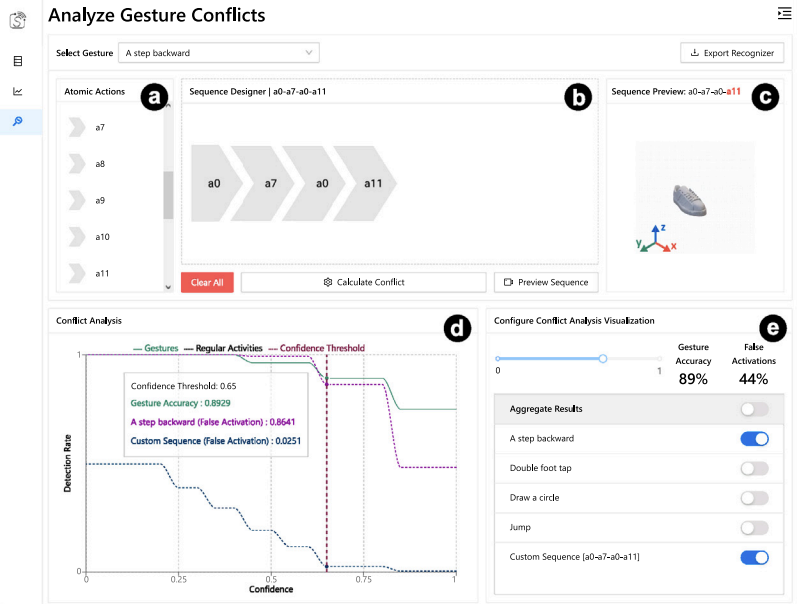 Analyze Gesture Conflicts
Select Gesture A step backward
Export Recognizer
Atomic Actions
a
a7
a8
a9
a10
a11
Sequence Designer | a0-a7-a0-a11
b
a0 a7 a0 a11
Clear All
Calculate Conflict
Preview Sequence
Sequence Preview: a0-a7-a0-a11
c
z
y
x
Conflict Analysis
d
Gestures Regular Activities Confidence Threshold
1
Confidence Threshold: 0.65
Gesture Accuracy : 0.8929
A step backward (False Activation) : 0.8641
Custom Sequence (False Activation) : 0.0251
Detection Rate
0
0 0.25 0.5 0.75 1
Confidence
Configure Conflict Analysis Visualization
e
0 1
Gesture Accuracy
89%
False Activations
44%
Aggregate Results
A step backward
Double foot tap
Draw a circle
Jump
Custom Sequence [a0-a7-a0-a11]